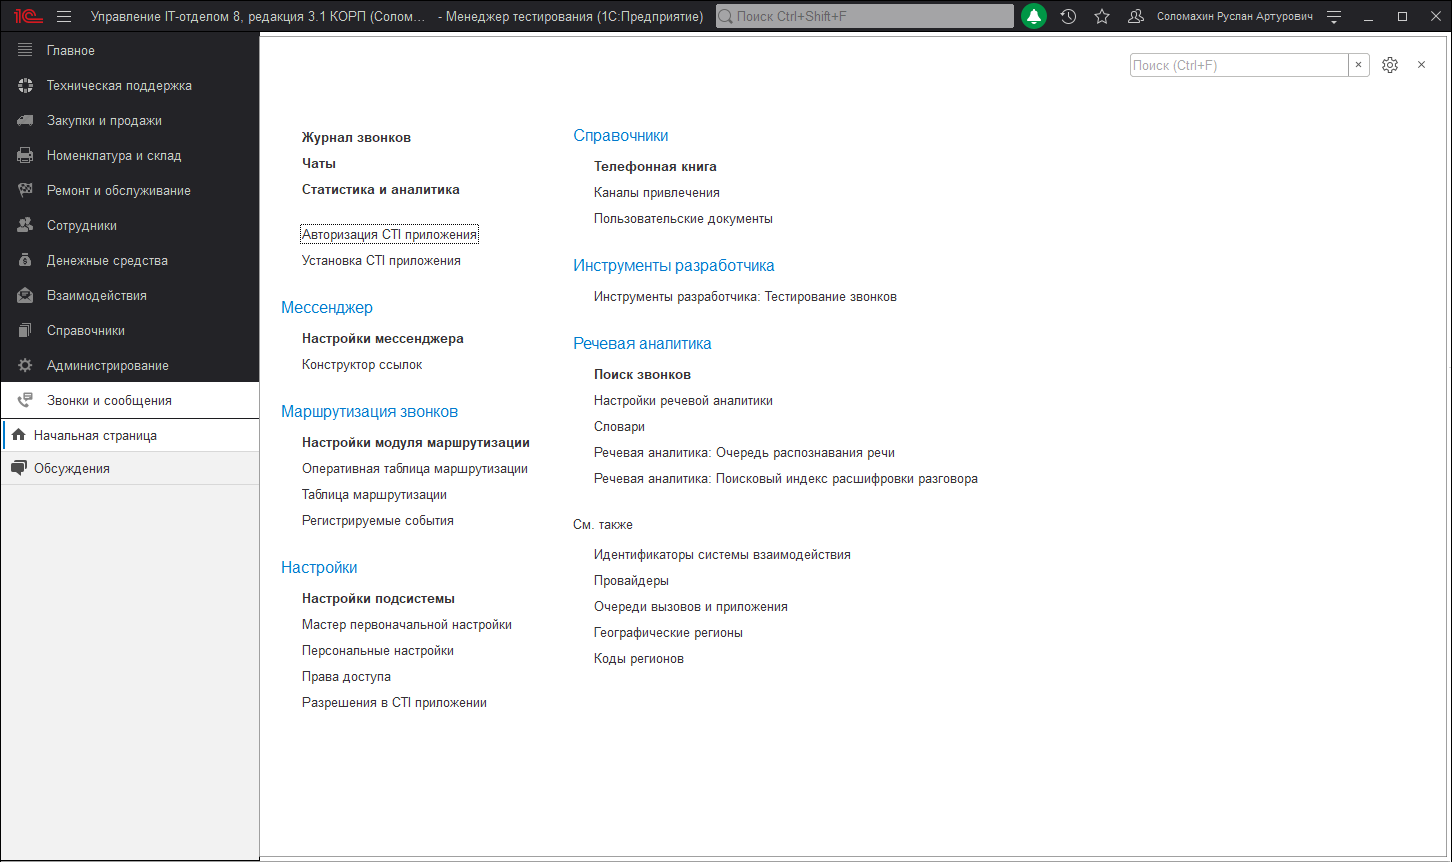 1С Управление IT-отделом 8, редакция 3.1 КОРП (Солом... - Менеджер тестирования (1С:Предприятие) Поиск Ctrl+Shift+F Соломахин Руслан Артурович
Главное
Техническая поддержка
Закупки и продажи
Номенклатура и склад
Ремонт и обслуживание
Сотрудники
Денежные средства
Взаимодействия
Справочники
Администрирование
Звонки и сообщения
Начальная страница
Обсуждения
Поиск (Ctrl+F)
Журнал звонков
Чаты
Статистика и аналитика
Авторизация CTI приложения
Установка CTI приложения
Мессенджер
Настройки мессенджера
Конструктор ссылок
Маршрутизация звонков
Настройки модуля маршрутизации
Оперативная таблица маршрутизации
Таблица маршрутизации
Регистрируемые события
Настройки
Настройки подсистемы
Мастер первоначальной настройки
Персональные настройки
Права доступа
Разрешения в CTI приложении
Справочники
Телефонная книга
Каналы привлечения
Пользовательские документы
Инструменты разработчика
Инструменты разработчика: Тестирование звонков
Речевая аналитика
Поиск звонков
Настройки речевой аналитики
Словари
Речевая аналитика: Очередь распознавания речи
Речевая аналитика: Поисковый индекс расшифровки разговора
См. также
Идентификаторы системы взаимодействия
Провайдеры
Очереди вызовов и приложения
Географические регионы
Коды регионов